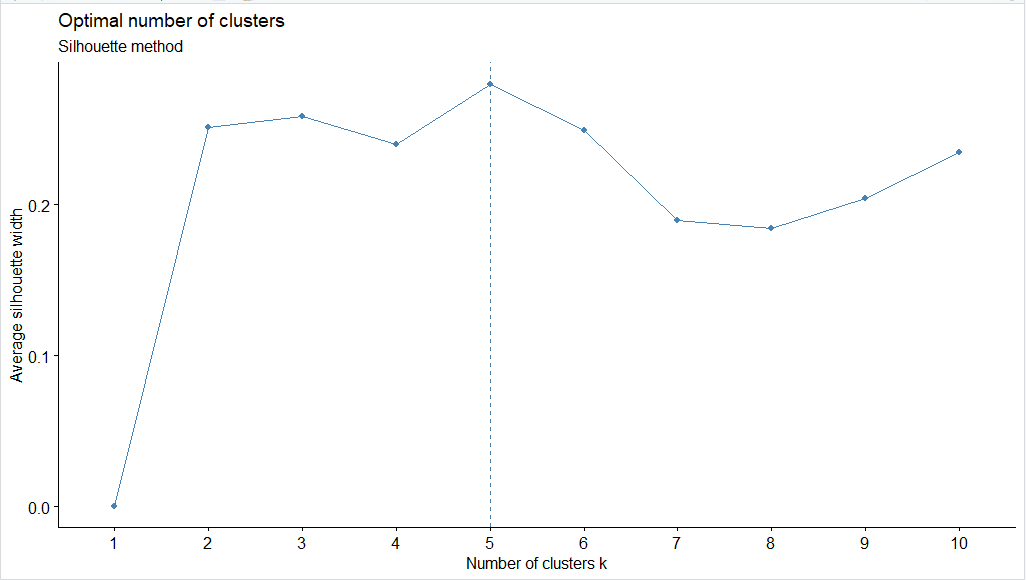 Optimal number of clusters
Silhouette method
Average silhouette width
0.2
0.1
0.0
1 2 3 4 5 6 7 8 9 10
Number of clusters k